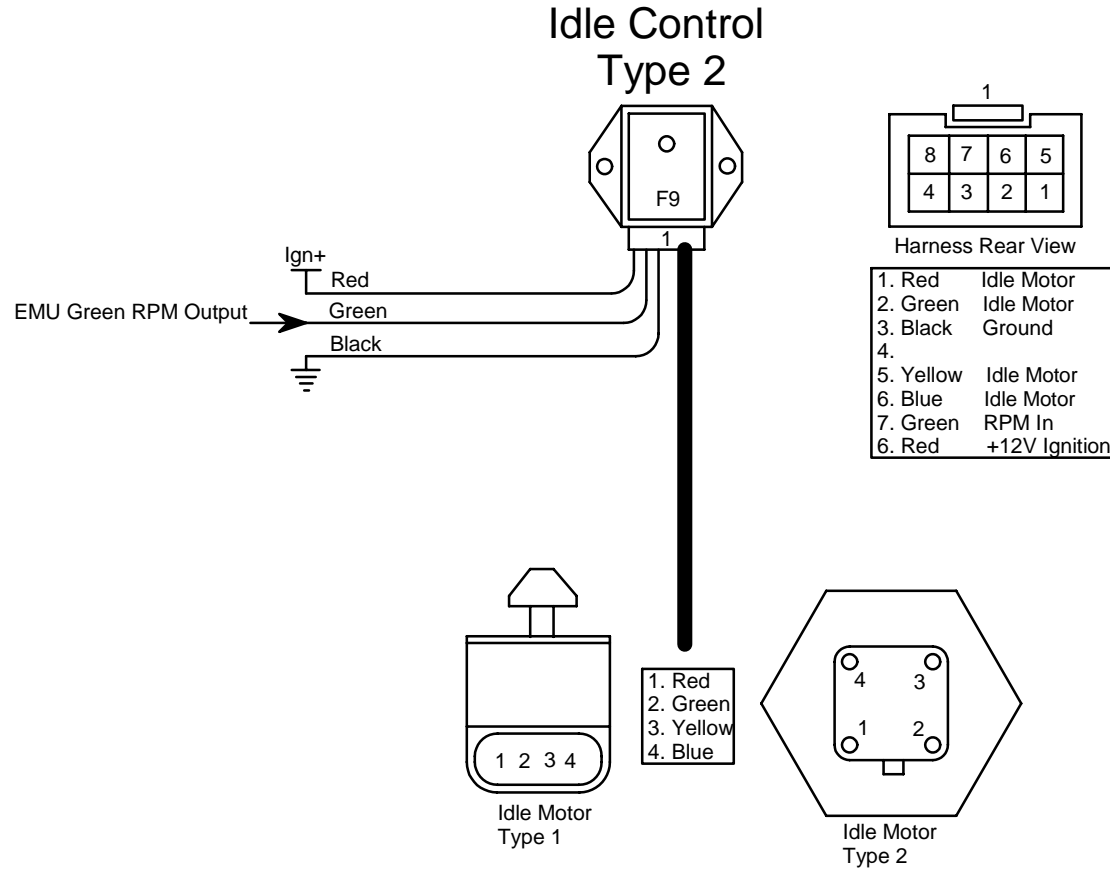 Idle Control
Type 2
F9
1
Ign+
Red
EMU Green RPM Output
Green
Black
1
8 7 6 5
4 3 2 1
Harness Rear View
1. Red Idle Motor
2. Green Idle Motor
3. Black Ground
4.
5. Yellow Idle Motor
6. Blue Idle Motor
7. Green RPM In
6. Red +12V Ignition
1 2 3 4
Idle Motor
Type 1
1. Red
2. Green
3. Yellow
4. Blue
4 3
1 2
Idle Motor
Type 2